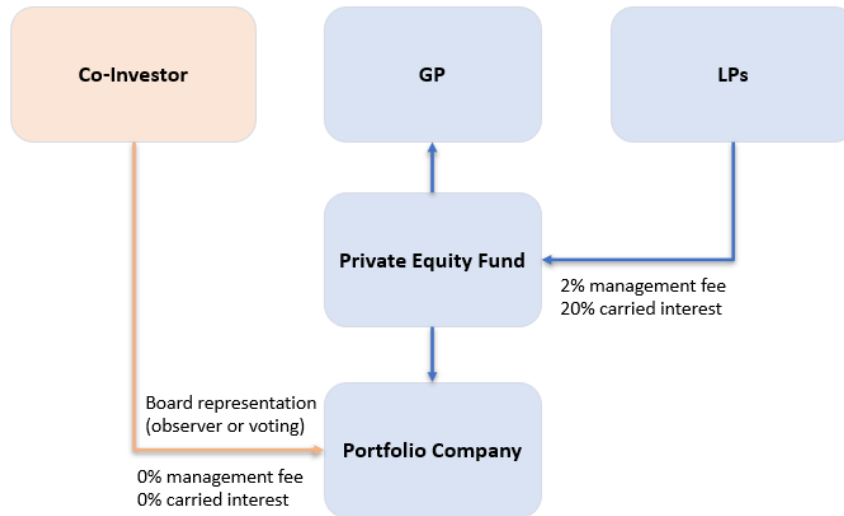 Co-Investor
GP
LPs
Private Equity Fund
2% management fee
20% carried interest
Board representation
(observer or voting)
Portfolio Company
0% management fee
0% carried interest